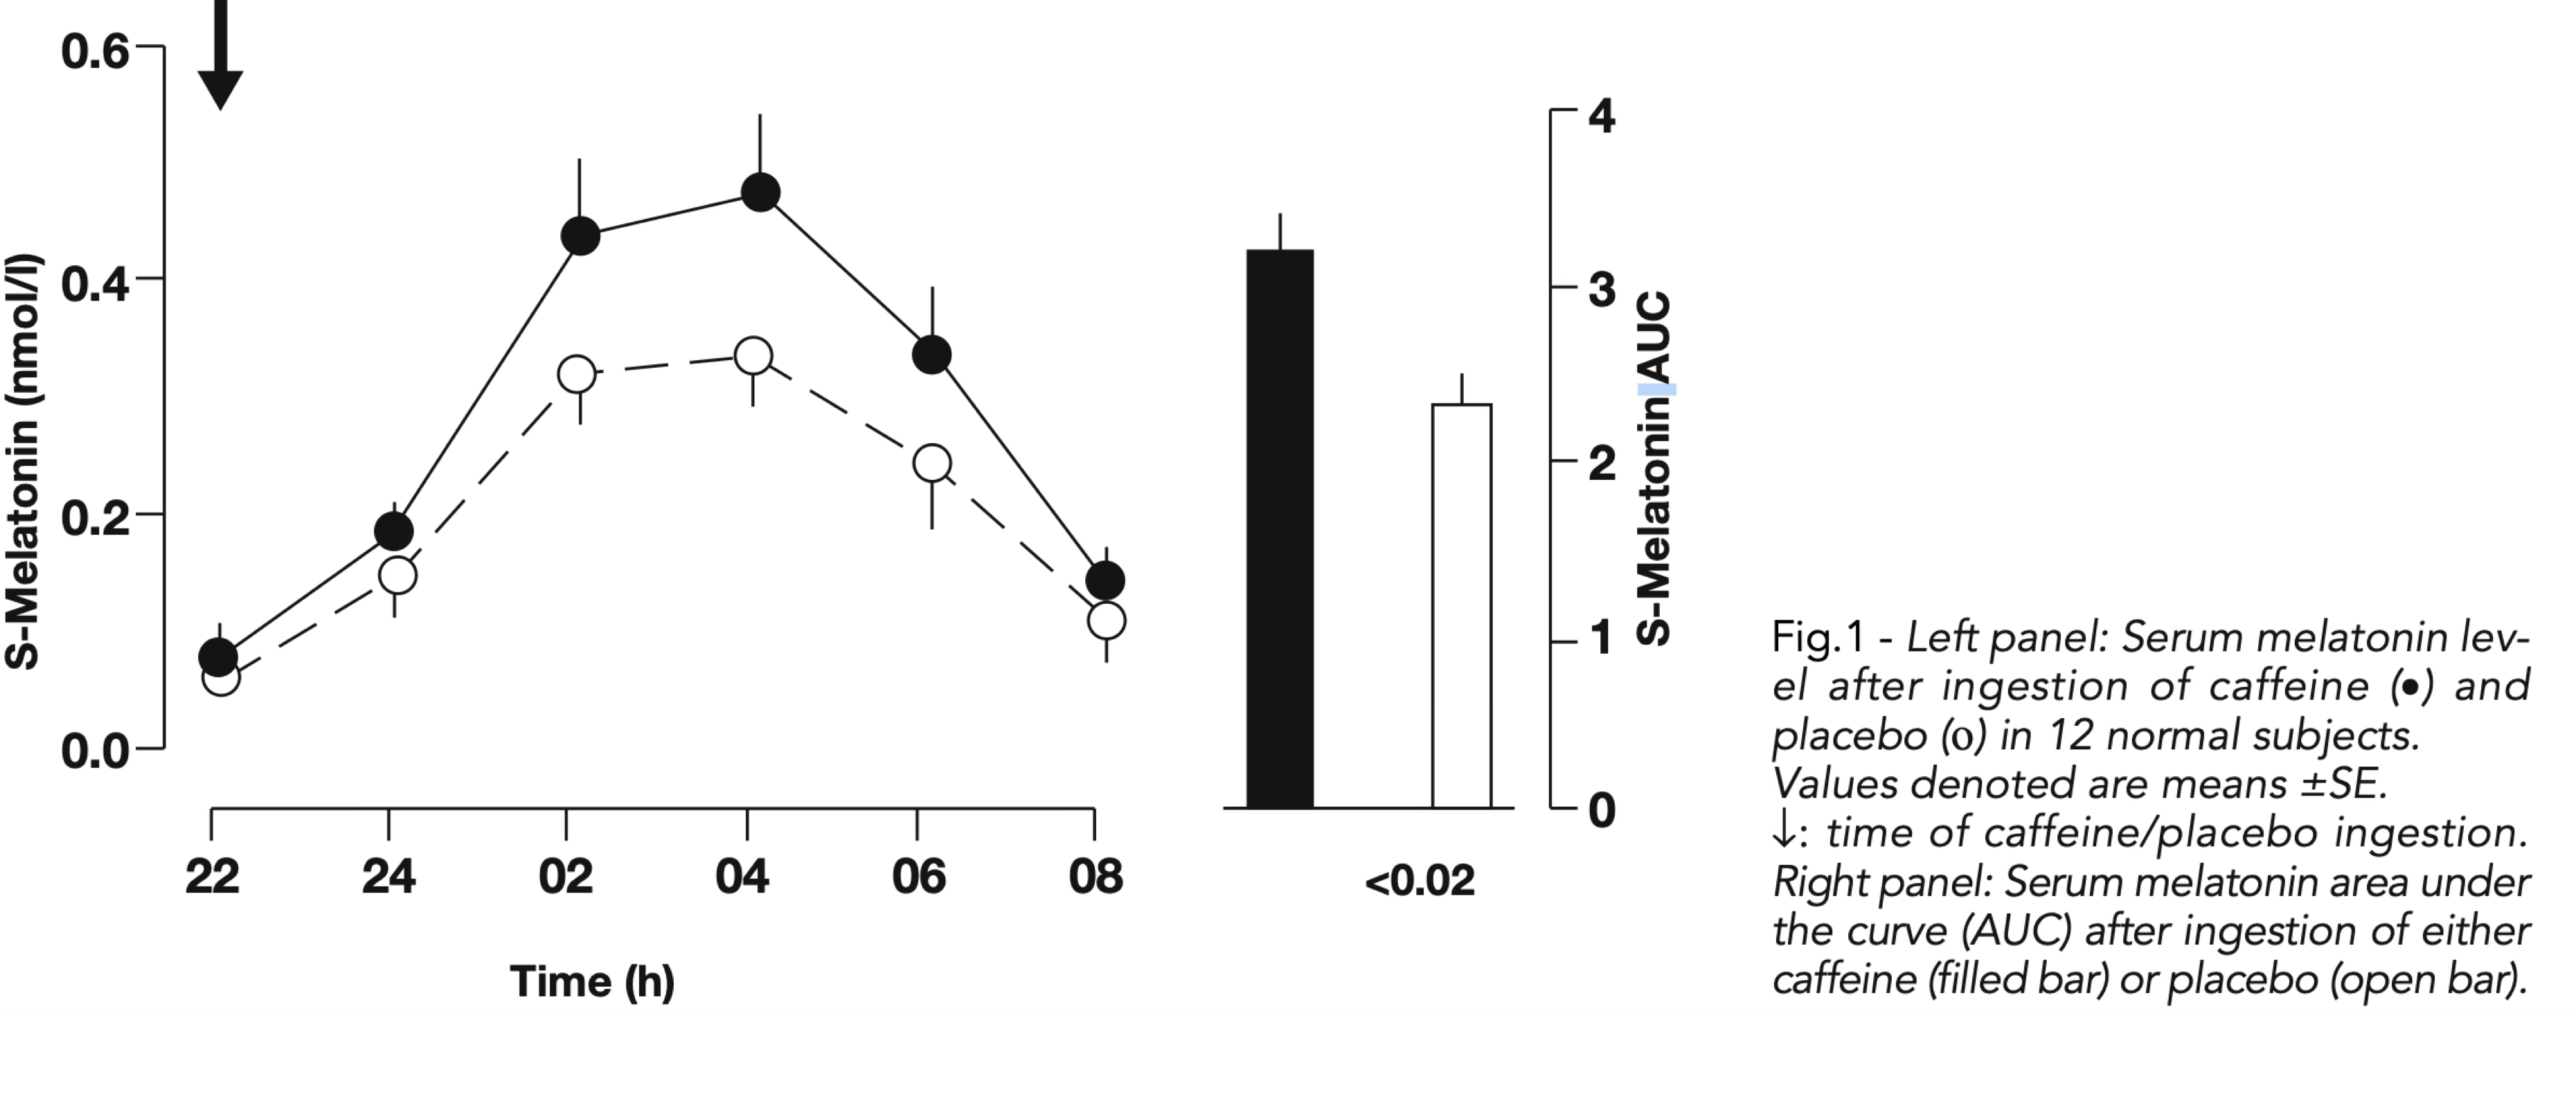 0.6
0.4
0.2
0.0
S-Melatonin (nmol/l)
22 24 02 04 06 08
Time (h)
<0.02
4
3
2
1
0
S-Melatonin AUC
Fig.1 - Left panel: Serum melatonin lev-
el after ingestion of caffeine (•) and
placebo (o) in 12 normal subjects.
Values denoted are means ±SE.
↓: time of caffeine/placebo ingestion.
Right panel: Serum melatonin area under
the curve (AUC) after ingestion of either
caffeine (filled bar) or placebo (open bar).